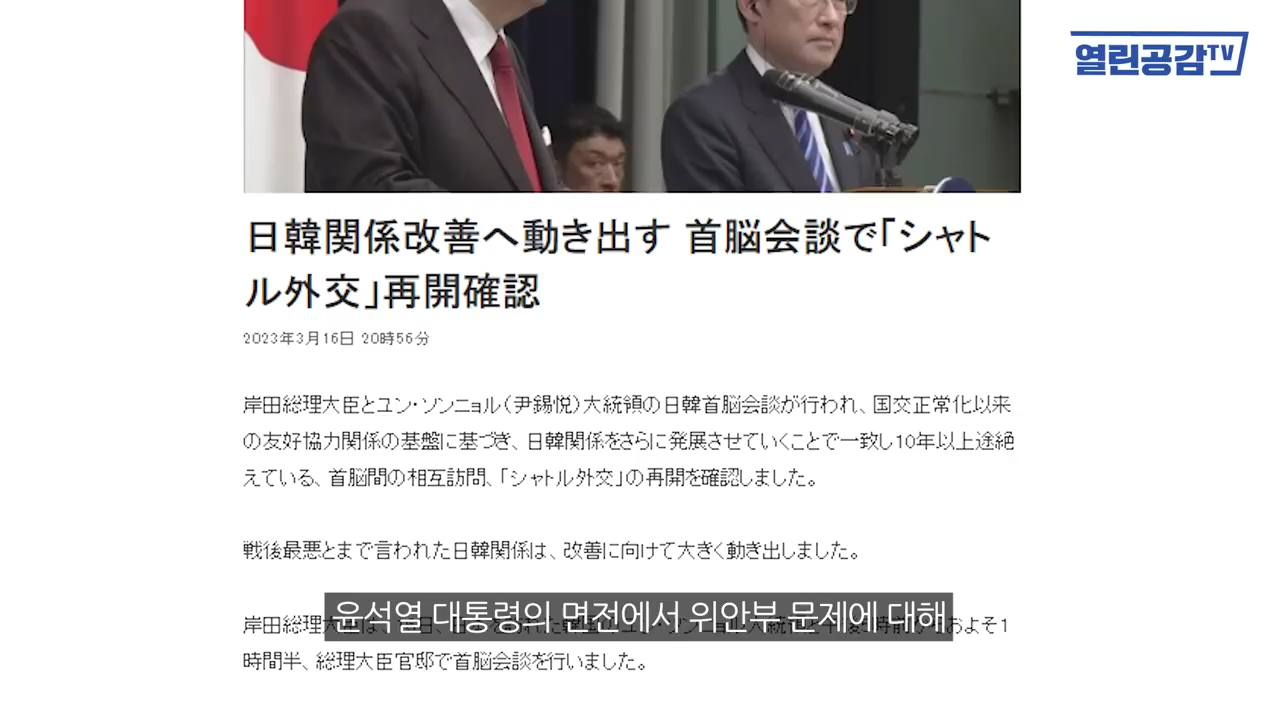 열린공감TV
日韓関係改善へ動き出す 首脳会談で「シャト
ル外交」再開確認
2023年3月16日 20時56分
岸田総理大臣とユン・ソンニョル（尹錫悦）大統領の日韓首脳会談が行われ、国交正常化以来
の友好協力関係の基盤に基づき、日韓関係をさらに発展させていくことで一致し10年以上途絶
えている、首脳間の相互訪問、「シャトル外交」の再開を確認しました。
戦後最悪とまで言われた日韓関係は、改善に向けて大きく動き出しました。
岸田総理大
およそ1
윤석열 대통령의 면전에서 위안부 문제에 대해
時間半、総理大臣官邸で首脳会談を行いました。